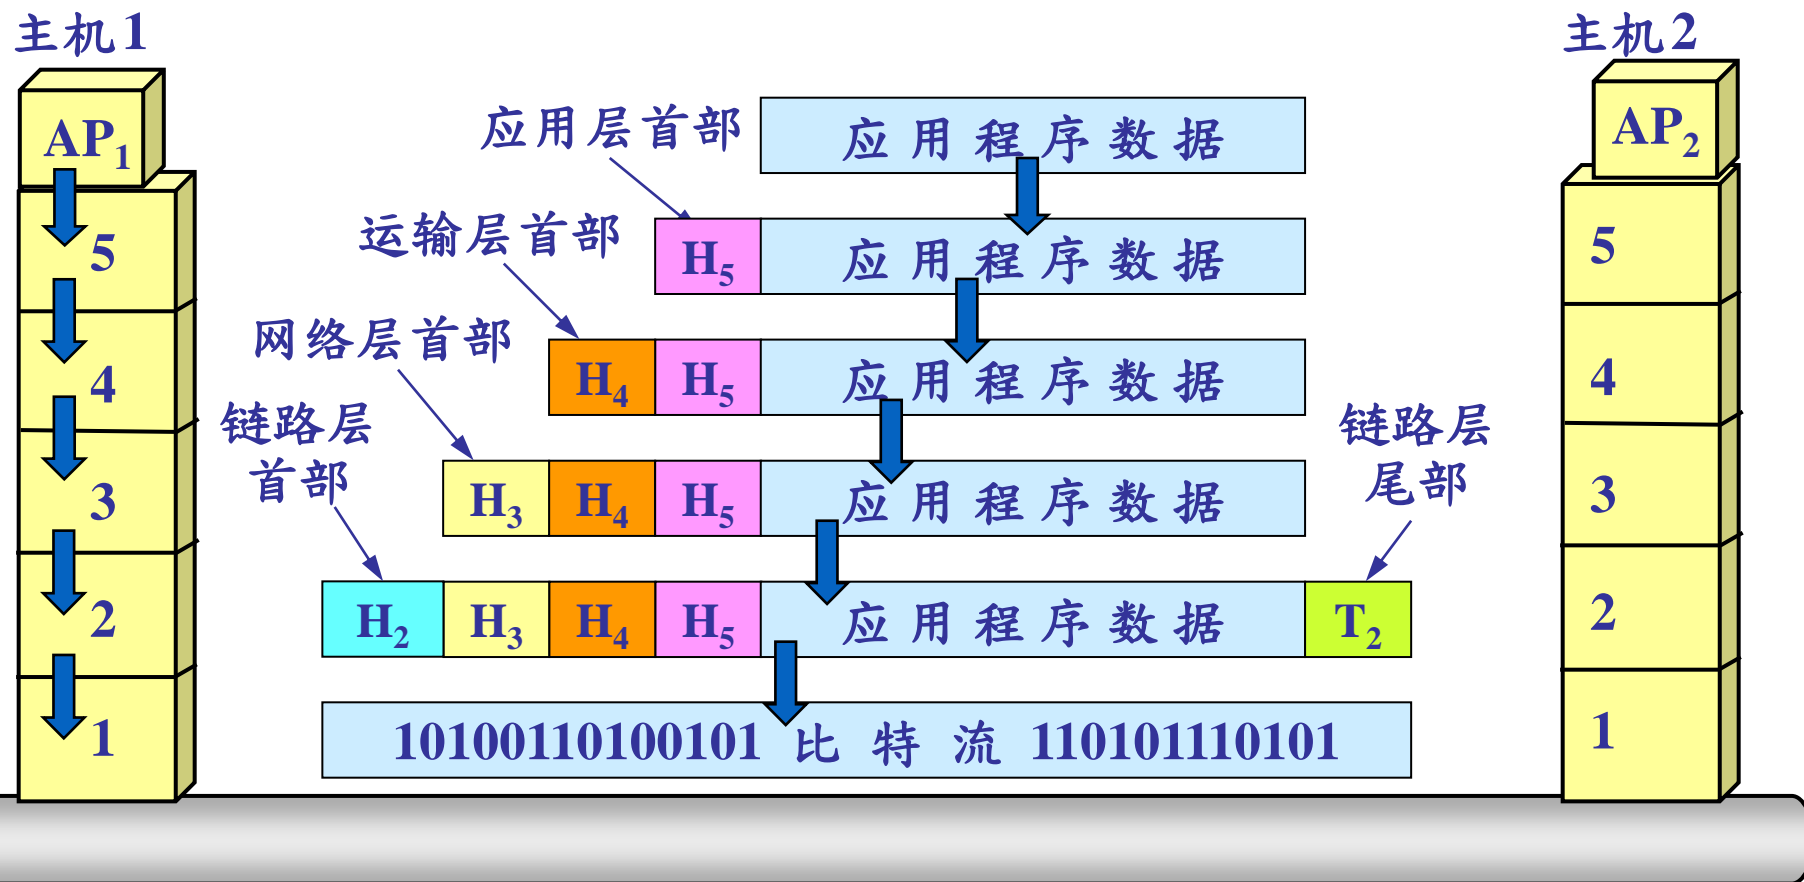 主机1
主机2
AP1
AP2
应用层首部
应用程序数据
运输层首部
H5 应用程序数据
5
5
网络层首部
H4 H5 应用程序数据
4
4
链路层
首部
链路层
尾部
H3 H4 H5 应用程序数据
3
3
H2 H3 H4 H5 应用程序数据 T2
2
2
10100110100101 比特流 110101110101
1
1